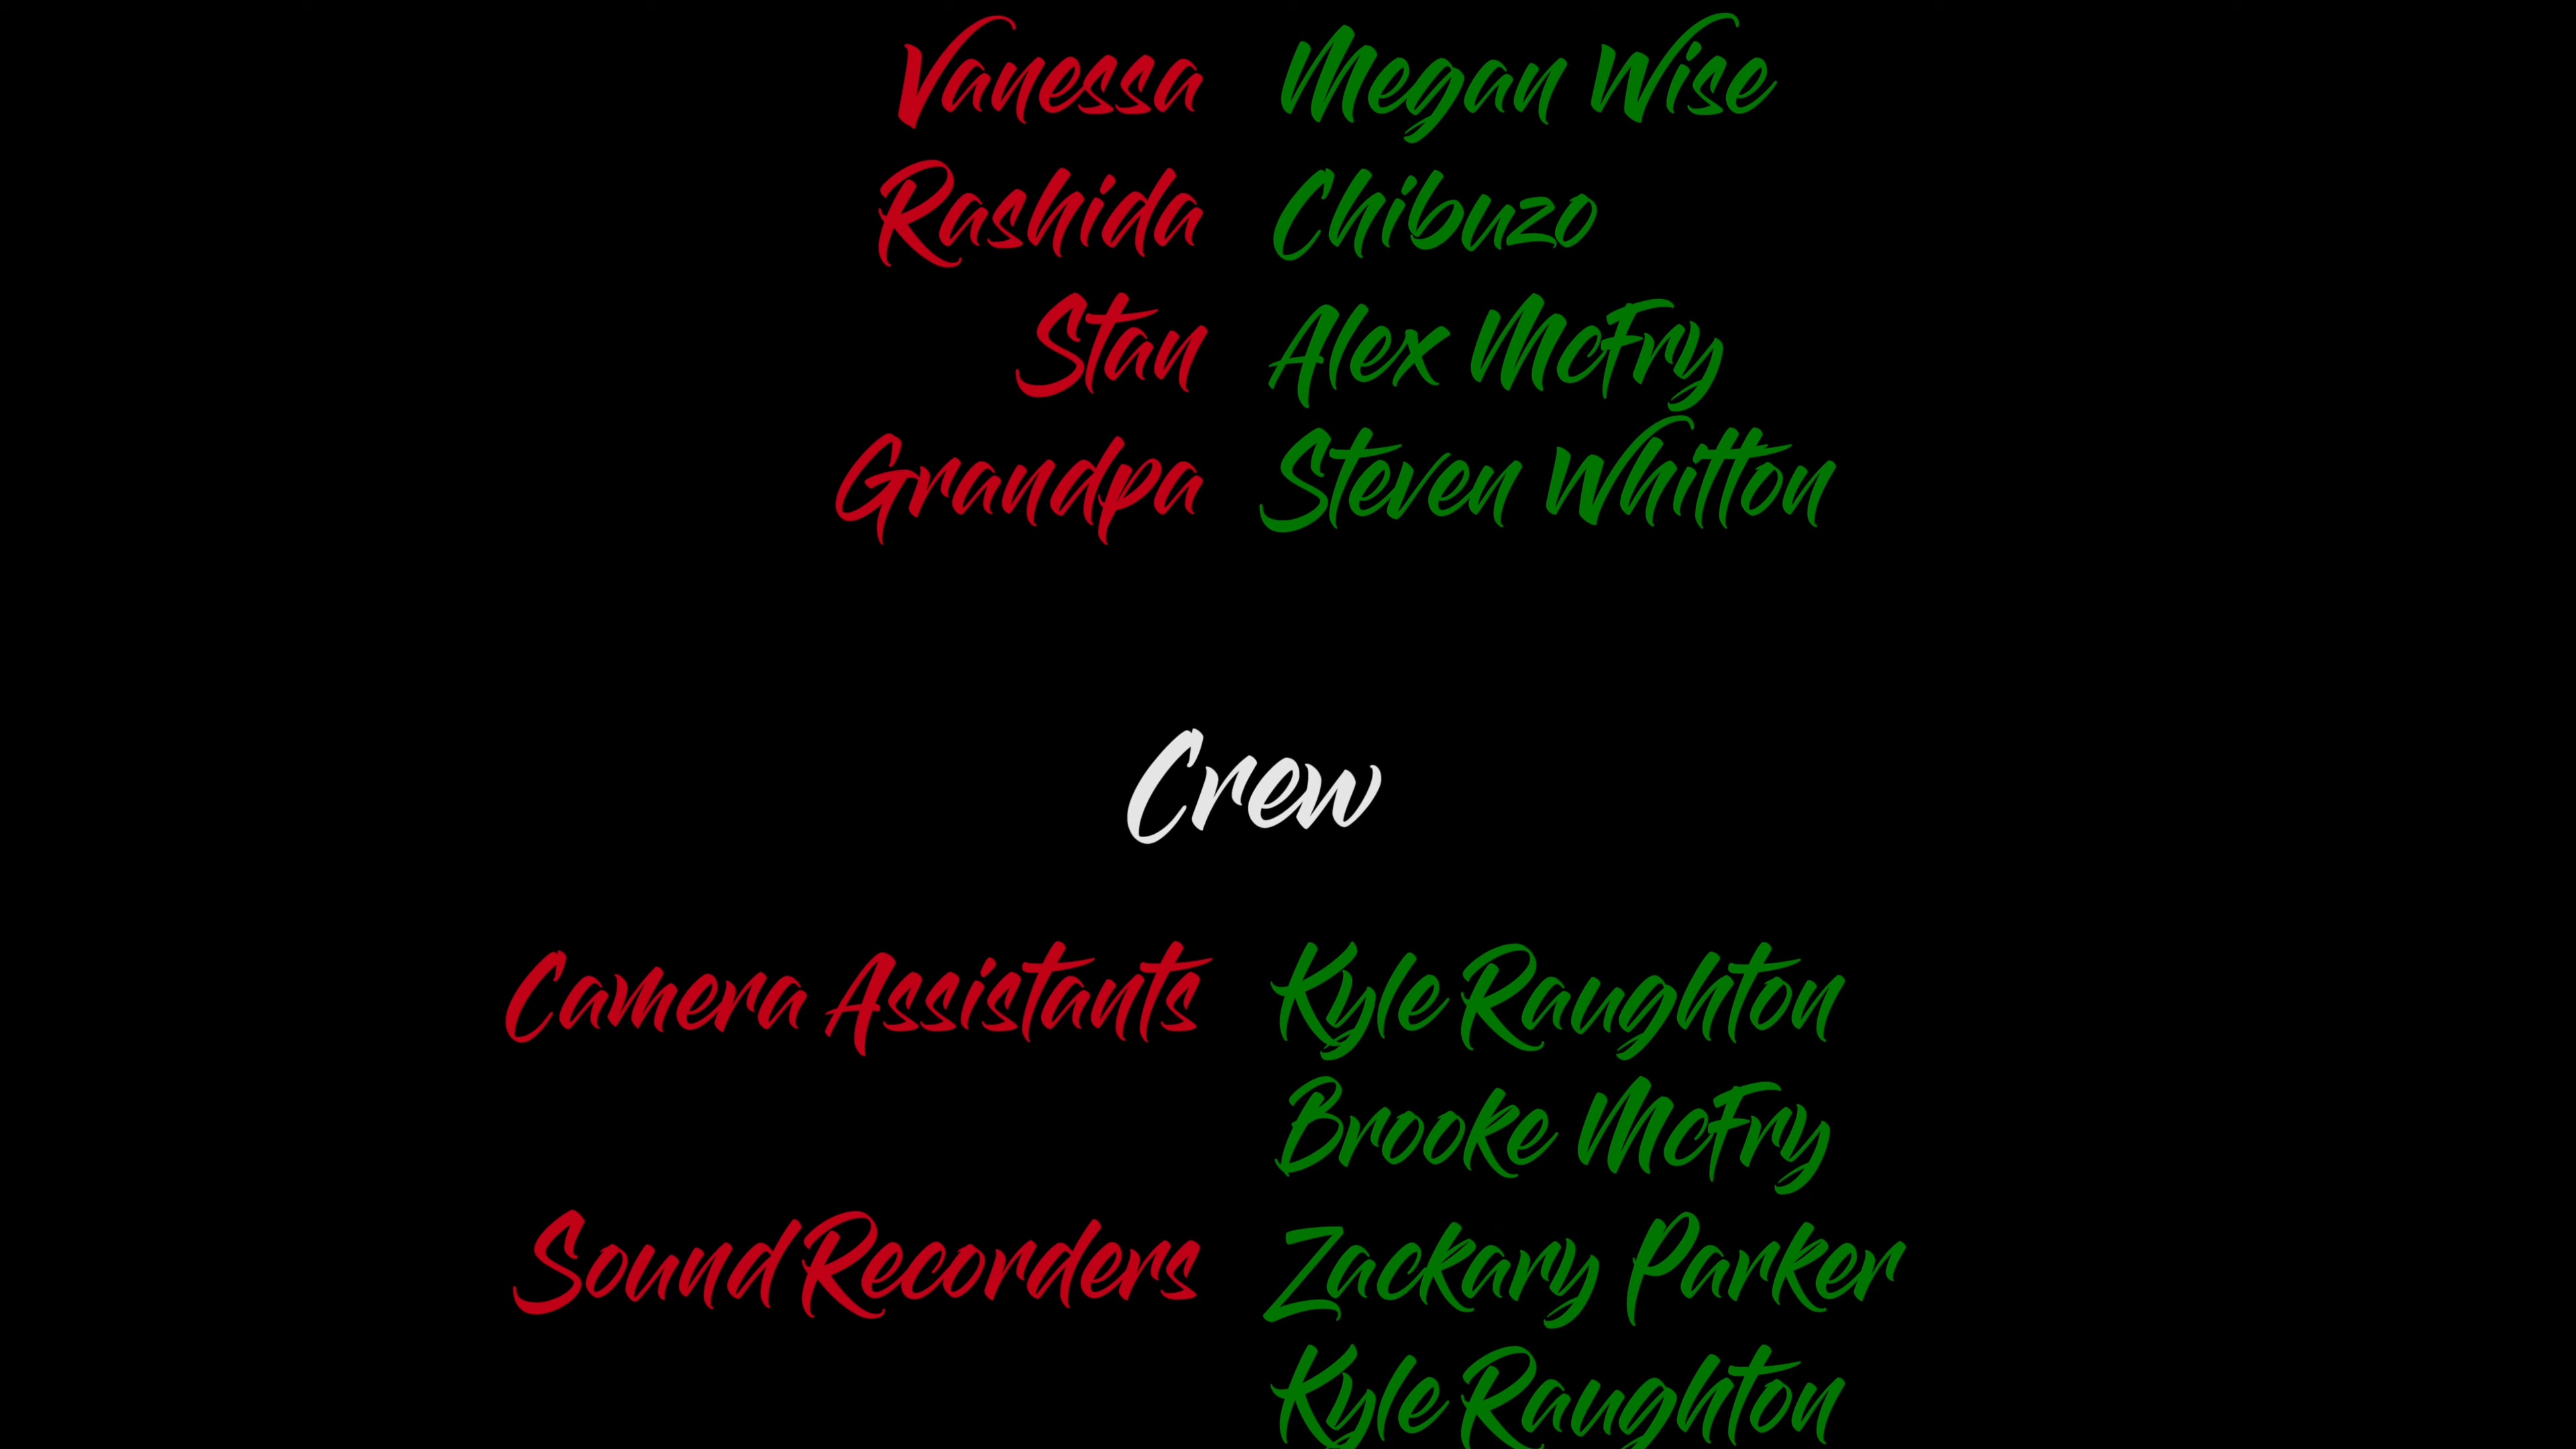 Vanessa Megan Wise
Rashida Chibuzo
Stan Alex McFry
Grandpa Steven Whitton
Crew
Camera Assistants Kyle Raughton
Brooke McFry
Sound Recorders Zackary Parker
Kyle Raughton